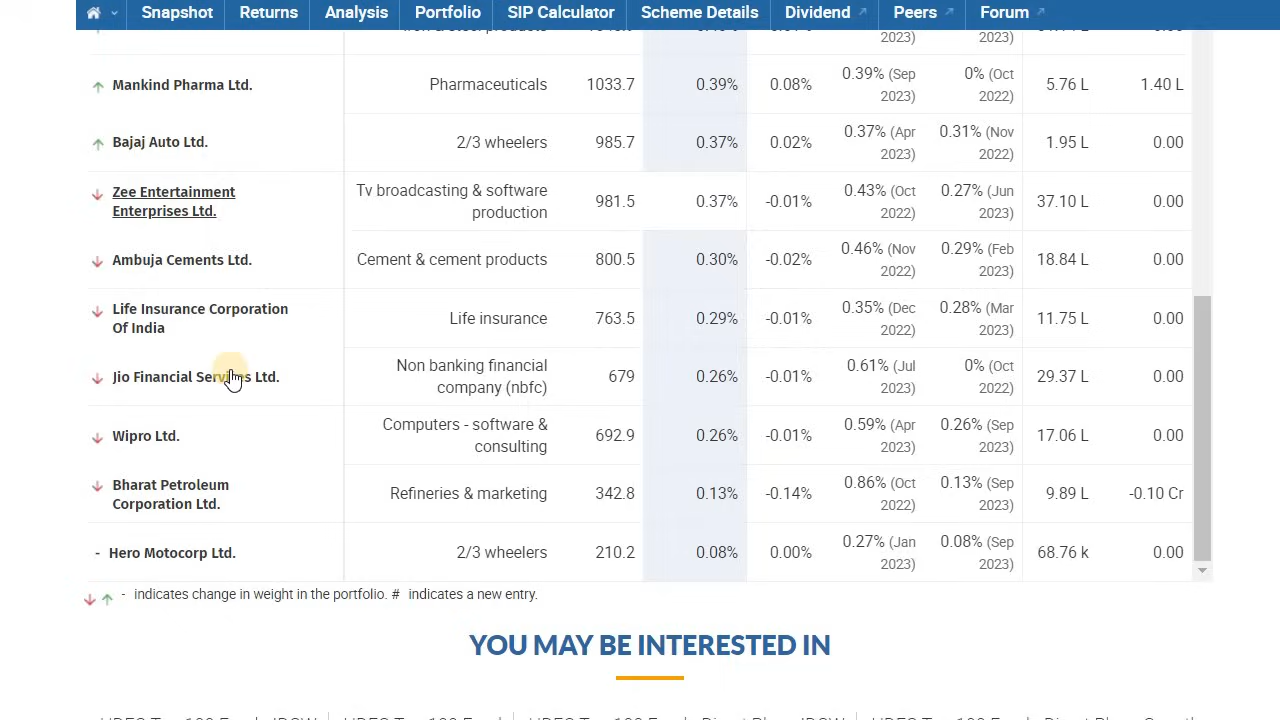 Snapshot Returns Analysis Portfolio SIP Calculator Scheme Details Dividend Peers Forum
2023) 2023)
Mankind Pharma Ltd. Pharmaceuticals 1033.7 0.39% 0.08% 0.39% (Sep 2023) 0% (Oct 2022) 5.76 L 1.40 L
Bajaj Auto Ltd. 2/3 wheelers 985.7 0.37% 0.02% 0.37% (Apr 2023) 0.31% (Nov 2022) 1.95 L 0.00
Zee Entertainment Enterprises Ltd. Tv broadcasting & software production 981.5 0.37% -0.01% 0.43% (Oct 2022) 0.27% (Jun 2023) 37.10 L 0.00
Ambuja Cements Ltd. Cement & cement products 800.5 0.30% -0.02% 0.46% (Nov 2022) 0.29% (Feb 2023) 18.84 L 0.00
Life Insurance Corporation Of India Life insurance 763.5 0.29% -0.01% 0.35% (Dec 2022) 0.28% (Mar 2023) 11.75 L 0.00
Jio Financial Services Ltd. Non banking financial company (nbfc) 679 0.26% -0.01% 0.61% (Jul 2023) 0% (Oct 2022) 29.37 L 0.00
Wipro Ltd. Computers - software & consulting 692.9 0.26% -0.01% 0.59% (Apr 2023) 0.26% (Sep 2023) 17.06 L 0.00
Bharat Petroleum Corporation Ltd. Refineries & marketing 342.8 0.13% -0.14% 0.86% (Oct 2022) 0.13% (Sep 2023) 9.89 L -0.10 Cr
- Hero Motocorp Ltd. 2/3 wheelers 210.2 0.08% 0.00% 0.27% (Jan 2023) 0.08% (Sep 2023) 68.76 k 0.00
- indicates change in weight in the portfolio. # indicates a new entry.
YOU MAY BE INTERESTED IN